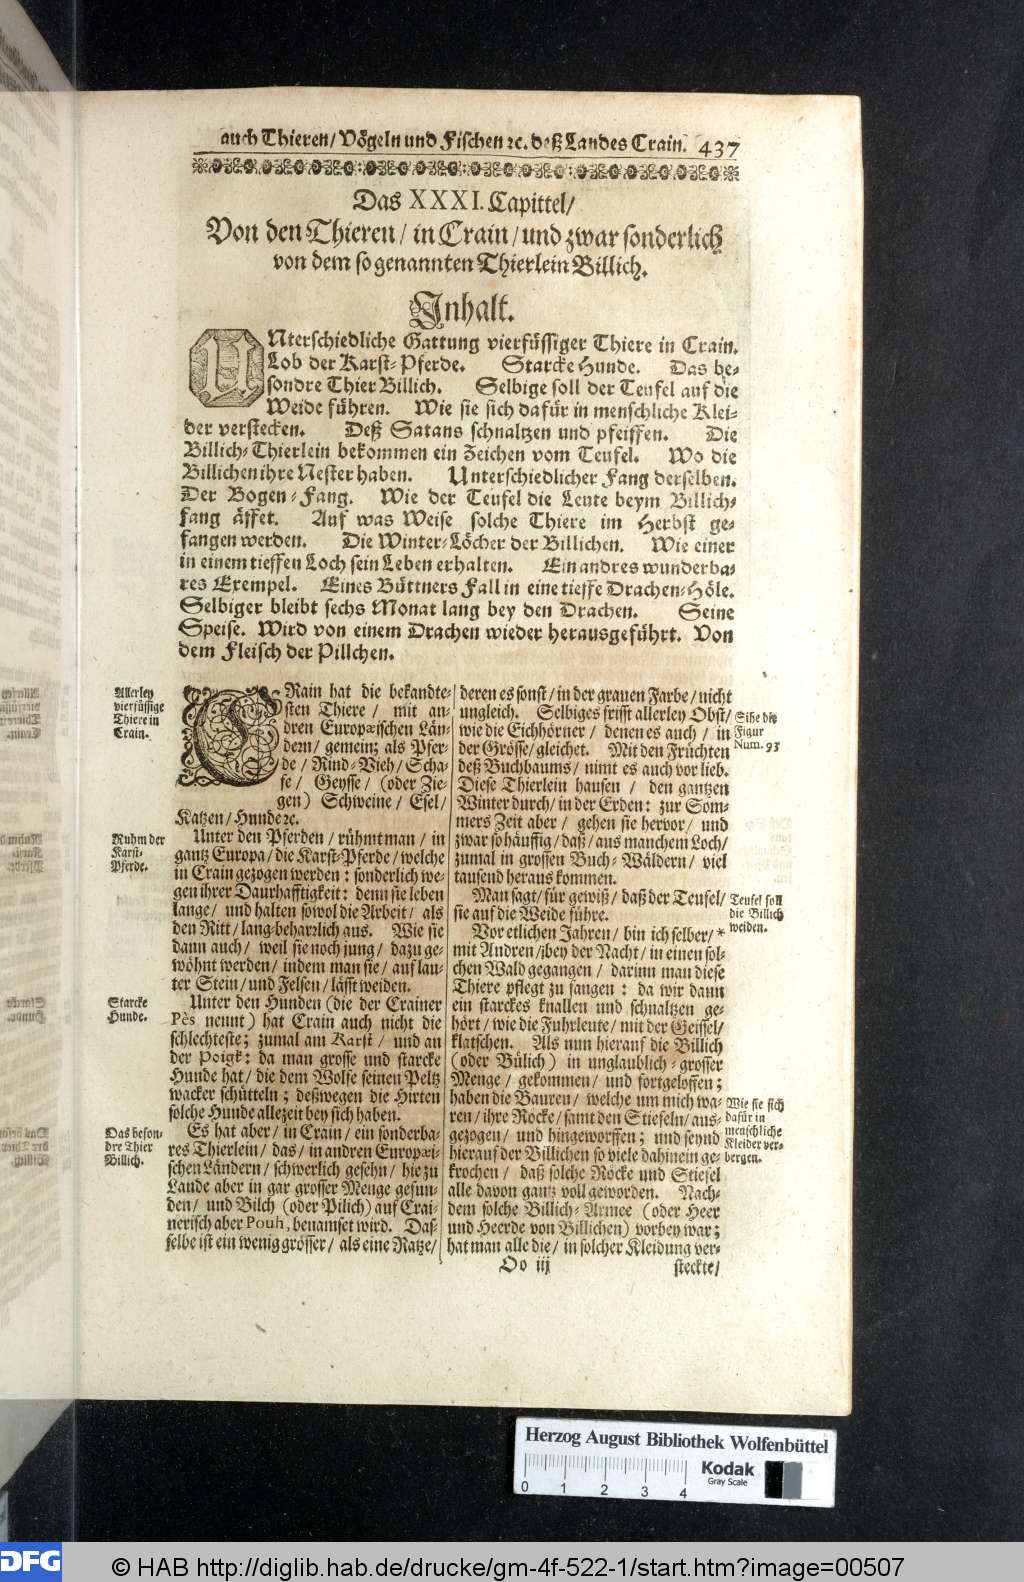 auch Thieren/ Vögeln und Fischen ꝛc. deß Landes Crain. 437
Das XXXI. Capittel/
Von den Thieren/ in Crain/ und zwar sonderlich
von dem so genannten Thierlein Billich.
Inhalt.
UNterschiedliche Gattung vierfüssiger Thiere in Crain.
Lob der Karst-Pferde. Starcke Hunde. Das be-
sondre Thier Billich. Selbige soll der Teufel auf die
Weide führen. Wie sie sich dafür in menschliche Klei-
der verstecken. Deß Satans schnaltzen und pfeiffen. Die
Billich-Thierlein bekommen ein Zeichen vom Teufel. Wo die
Billichen ihre Nester haben. Unterschiedlicher Fang derselben.
Der Bogen-Fang. Wie der Teufel die Leute beym Billich-
fang äffet. Auf was Weise solche Thiere im Herbst ge-
fangen werden. Die Winter-Löcher der Billichen. Wie einer
in einem tieffen Loch sein Leben erhalten. Ein andres wunderba-
res Exempel. Eines Büttners Fall in eine tieffe Drachen-Höle.
Selbiger bleibt sechs Monat lang bey den Drachen. Seine
Speise. Wird von einem Drachen wieder herausgeführt. Von
dem Fleisch der Pillchen.
Allerley
vierfüssige
Thiere in
Crain.
CRain hat die bekandte-
sten Thiere/ mit an-
dren Europæischen Län-
dern/ gemein; als Pfer-
de/ Rind-Vieh/ Scha-
fe/ Geysse/ (oder Zie-
gen) Schweine/ Esel/
Katzen/ Hunde ꝛc.
Ruhm der
Karst-
Pferde.
Unter den Pferden/ rühmt man/ in
gantz Europa/ die Karst-Pferde/ welche
in Crain gezogen werden: sonderlich we-
gen ihrer Daurhafftigkeit: denn sie leben
lange/ und halten sowol die Arbeit/ als
den Ritt/ lang-beharrlich aus. Wie sie
dann auch/ weil sie noch jung/ dazu ge-
wöhnt werden/ indem man sie/ auf lau-
ter Stein/ und Felsen/ läfft weiden.
Starcke
Hunde.
Unter den Hunden (die der Crainer
Pès nennt) hat Crain auch nicht die
schlechteste; zumal am Karst/ und an
der Poigk: da man grosse und starcke
Hunde hat/ die dem Wolfe seinen Peltz
wacker schütteln; deßwegen die Hirten
solche Hunde allezeit bey sich haben.
Das beson-
dre Thier
Billich.
Es hat aber/ in Crain/ ein sonderba-
res Thierlein/ das/ in andren Europæi-
schen Ländern/ schwerlich gesehn/ hie zu
Lande aber in gar grosser Menge gefun-
den/ und Bilch (oder Pilich) auf Crai-
nerisch aber Pouh, benamset wird. Das-
selbe ist ein wenig grösser/ als eine Ratze/
deren es sonst/ in der grauen Farbe/ nicht
ungleich. Selbiges frisst allerley Obst/
wie die Eichhörner/ denen es auch/ in
der Grösse/ gleichet. Mit den Früchten
deß Buchbaums/ nimt es auch vor lieb.
Diese Thierlein hausen/ den gantzen
Winter durch/ in der Erden: zur Som-
mers Zeit aber/ gehen sie hervor/ und
zwar so häuffig/ daß/ aus manchem Loch/
zumal in grossen Buch-Wäldern/ viel
tausend heraus kommen.
Sihe die
Figur
Num. 93
Man sagt/ für gewiß/ daß der Teufel/
sie auf die Weide führe.
Teufel soll
die Billich
weiden.
Vor etlichen Jahren/ bin ich selber/ *
mit Andren/ bey der Nacht/ in einen sol-
chen Wald gegangen/ darinn man diese
Thiere pflegt zu fangen: da wir dann
ein starckes knallen und schnaltzen ge-
hört/ wie die Fuhrleute/ mit der Geissel/
klatschen. Als nun hierauf die Billich
(oder Bülich) in unglaublich-grosser
Menge/ gekommen/ und fortgeloffen;
haben die Bauren/ welche um mich wa-
ren/ ihre Röcke/ samt den Stiefeln/ aus-
gezogen/ und hingeworffen; und seynd
hierauf der Billichen so viele dahinein ge-
krochen/ daß solche Röcke und Stiefel
alle davon gantz voll geworden. Nach-
dem solche Billich-Armee (oder Heer
und Heerde von Billichen) vorbey war;
hat man alle die/ in solcher Kleidung ver-
Wie sie sich
dafür in
menschliche
Kleider ver-
bergen.
Oo iij
steckte/
Herzog August Bibliothek Wolfenbüttel
Kodak
Gray Scale
0 1 2 3 4
DFG © HAB http://diglib.hab.de/drucke/gm-4f-522-1/start.htm?image=00507